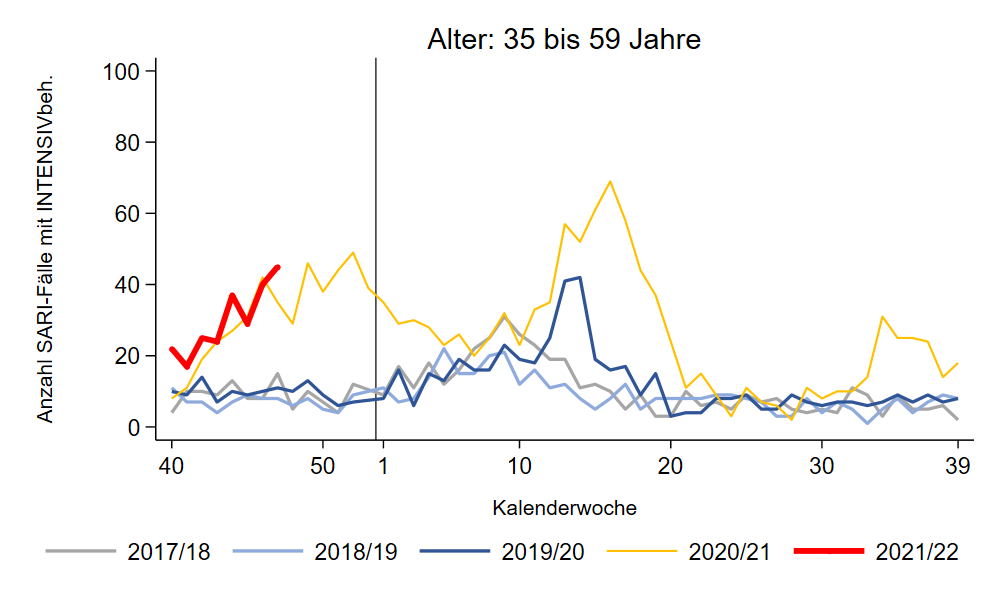 Alter: 35 bis 59 Jahre
Anzahl SARI-Fälle mit INTENSIVbeh.
100
80
60
40
20
0
40 50 1 10 20 30 39
Kalenderwoche
2017/18 2018/19 2019/20 2020/21 2021/22